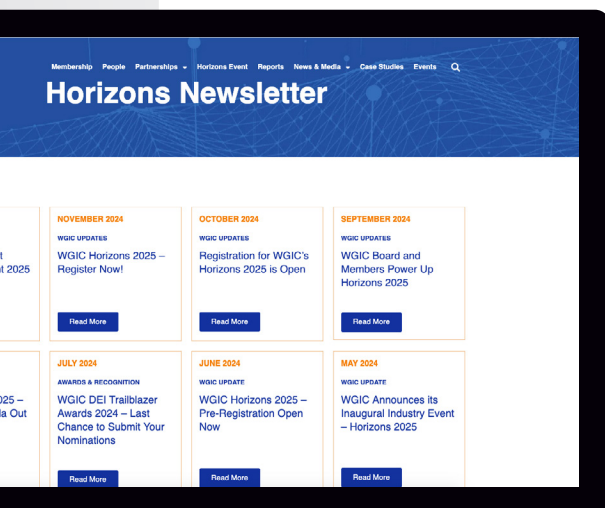 Membership People Partnerships Horizons Event Reports News & Media Case Studies Events
Horizons Newsletter
NOVEMBER 2024
WGIC UPDATES
WGIC Horizons 2025 –
Register Now!
Read More
OCTOBER 2024
WGIC UPDATES
Registration for WGIC's
Horizons 2025 is Open
Read More
SEPTEMBER 2024
WGIC UPDATES
WGIC Board and
Members Power Up
Horizons 2025
Read More
2025
JULY 2024
AWARDS & RECOGNITION
WGIC DEI Trailblazer
Awards 2024 – Last
Chance to Submit Your
Nominations
Read More
JUNE 2024
WGIC UPDATE
WGIC Horizons 2025 –
Pre-Registration Open
Now
Read More
MAY 2024
WGIC UPDATE
WGIC Announces its
Inaugural Industry Event
– Horizons 2025
Read More
Out